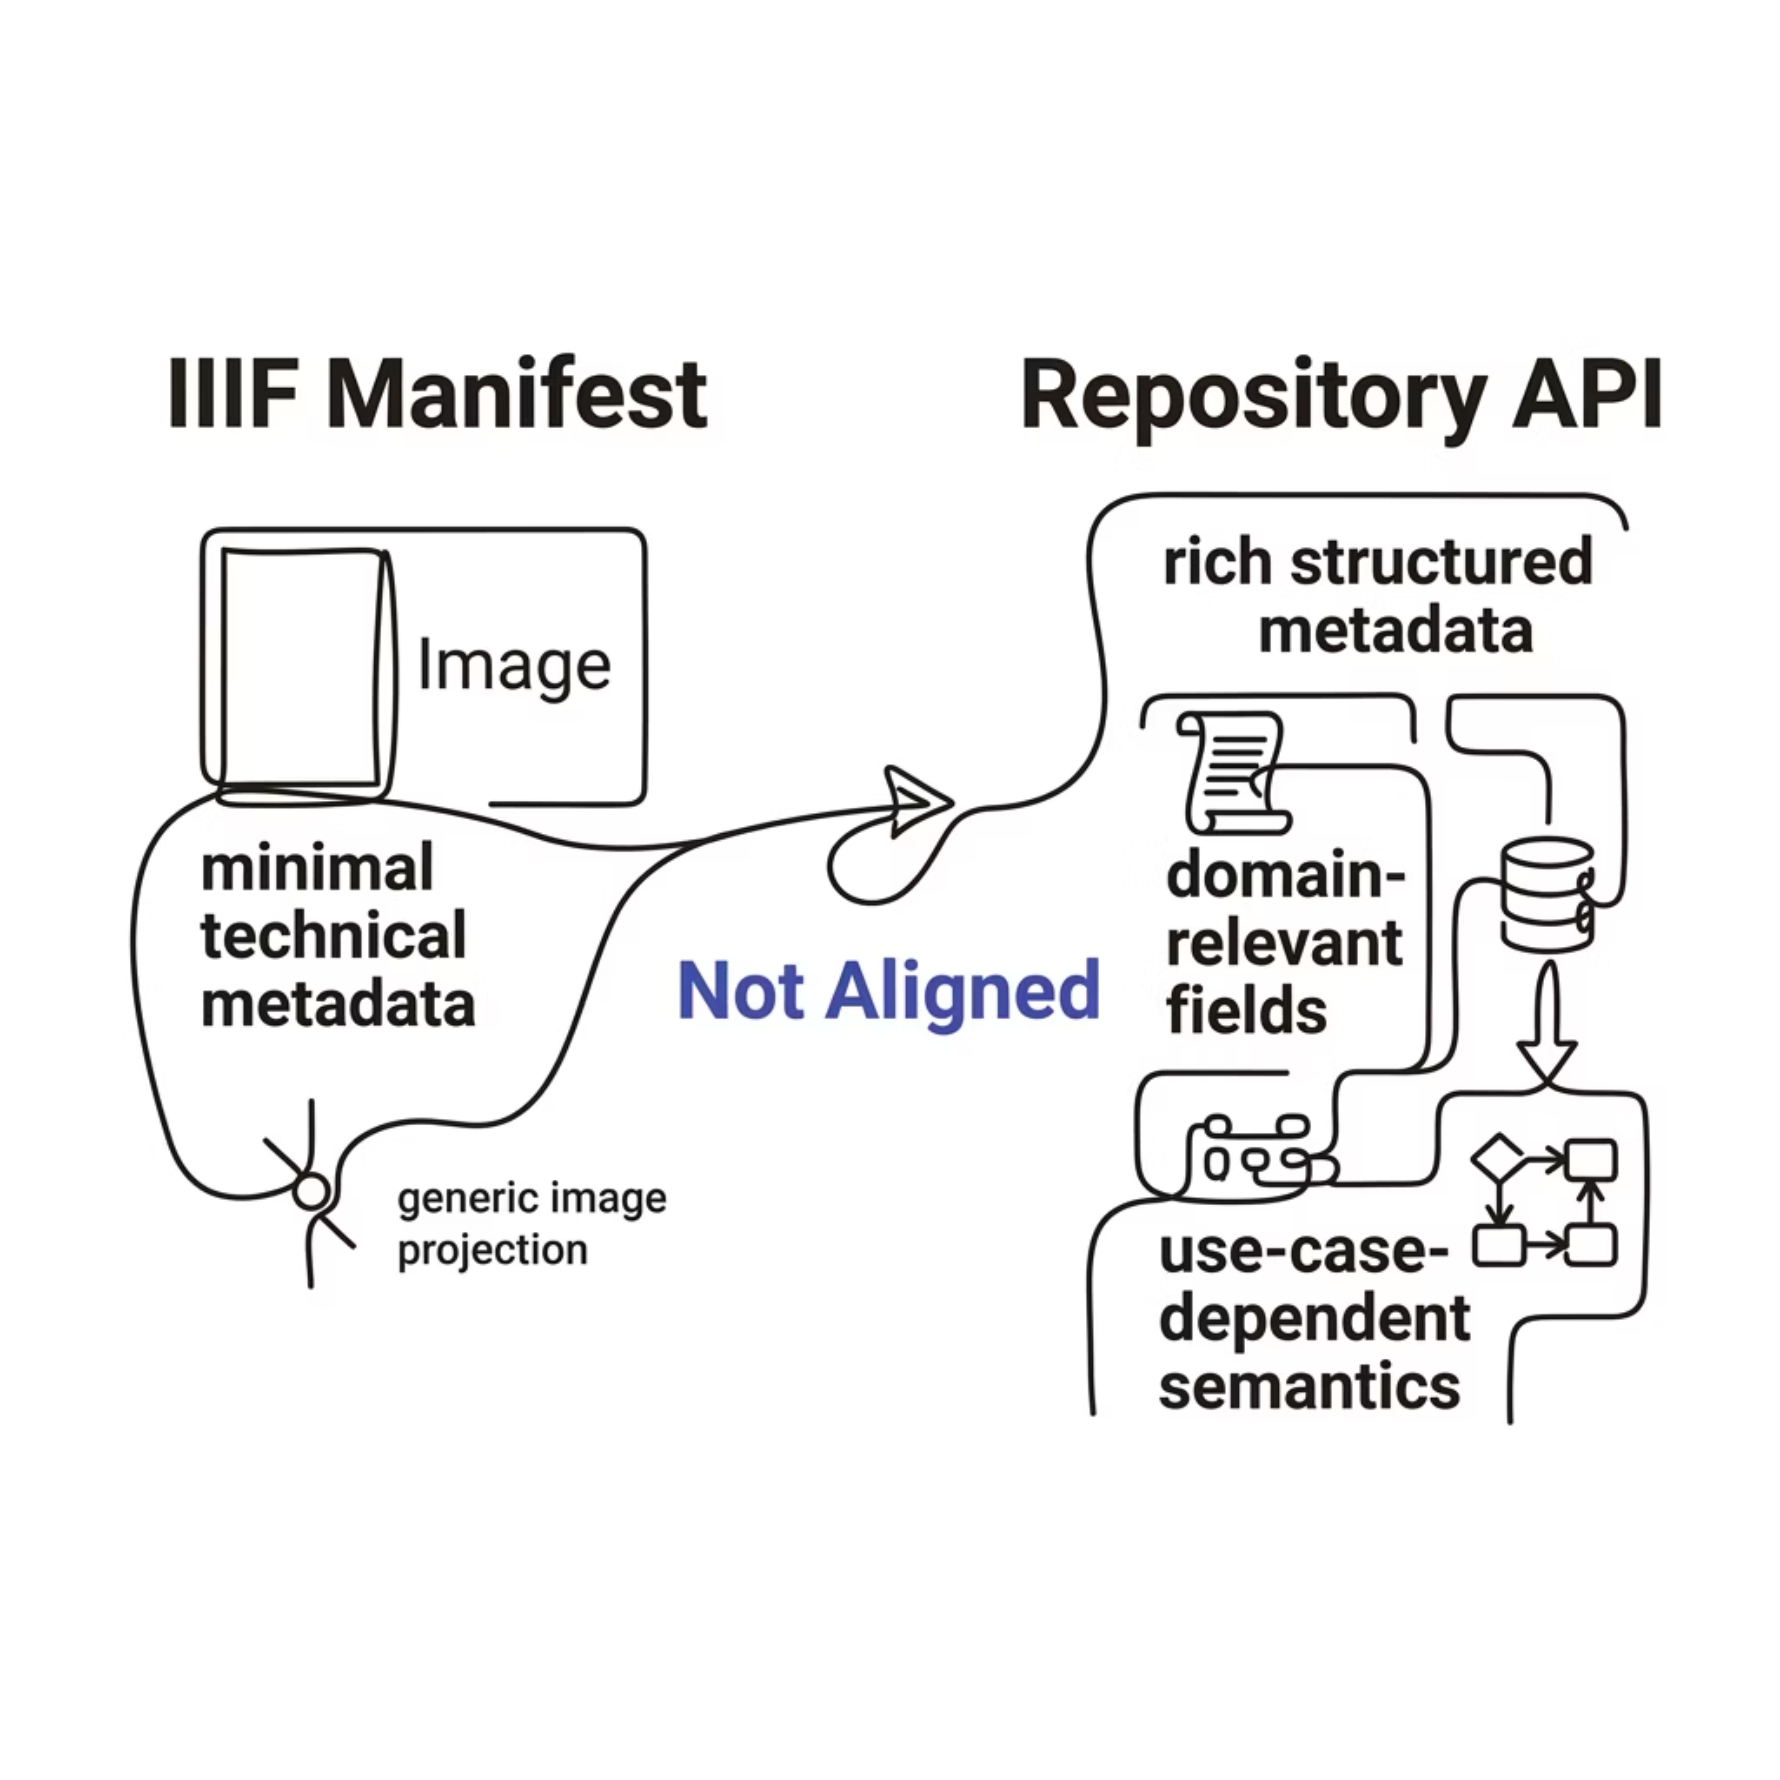 IIIF Manifest
Image
minimal
technical
metadata
generic image
projection
Not Aligned
Repository API
rich structured
metadata
domain-
relevant
fields
use-case-
dependent
semantics